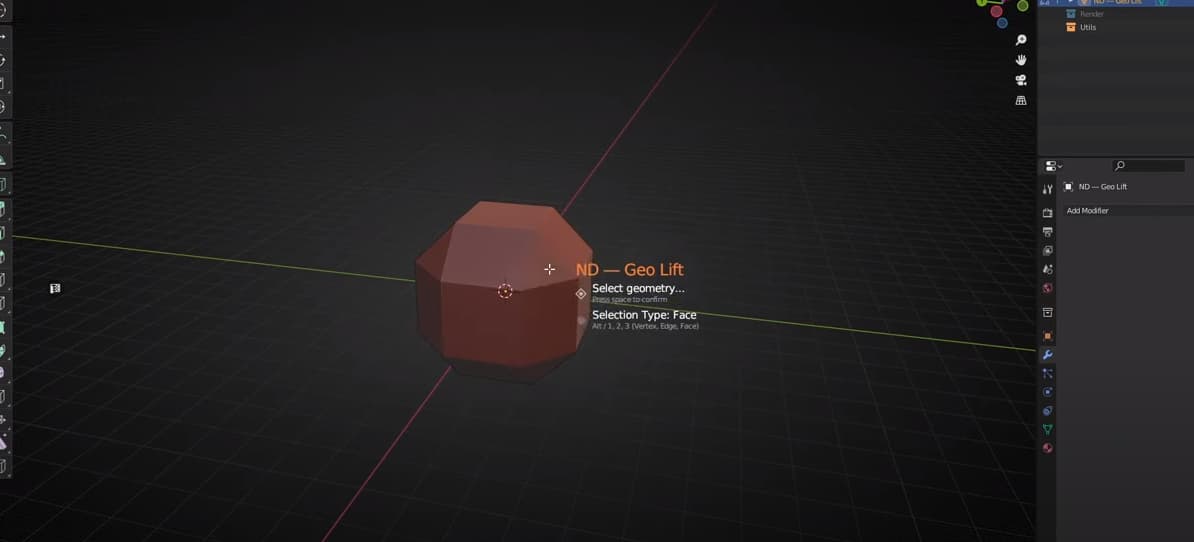 ND — Geo Lift
Render
Utils
ND — Geo Lift
Add Modifier
ND — Geo Lift
Select geometry...
Press space to confirm
Selection Type: Face
Alt / 1, 2, 3 (Vertex, Edge, Face)